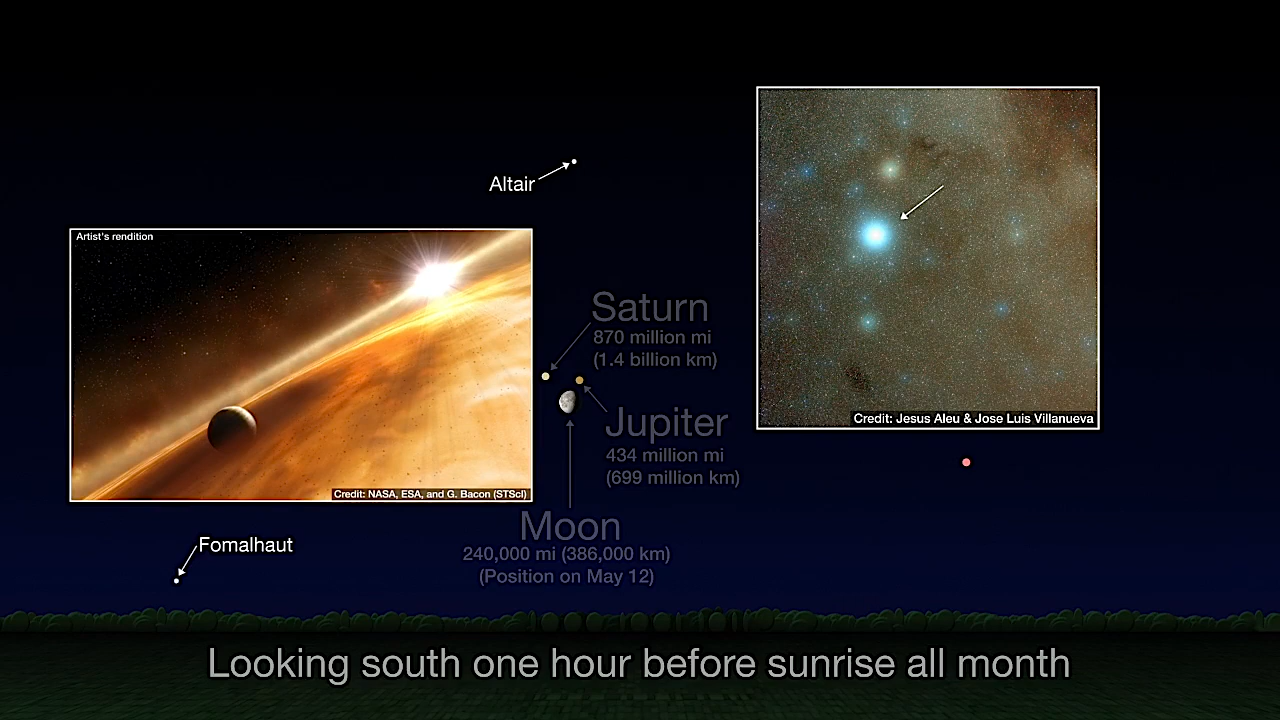 Altair
Artist's rendition
Saturn
870 million mi
(1.4 billion km)
Jupiter
434 million mi
(699 million km)
Credit: Jesus Aleu & Jose Luis Villanueva
Credit: NASA, ESA, and G. Bacon (STScI)
Moon
240,000 mi (386,000 km)
(Position on May 12)
Fomalhaut
Looking south one hour before sunrise all month